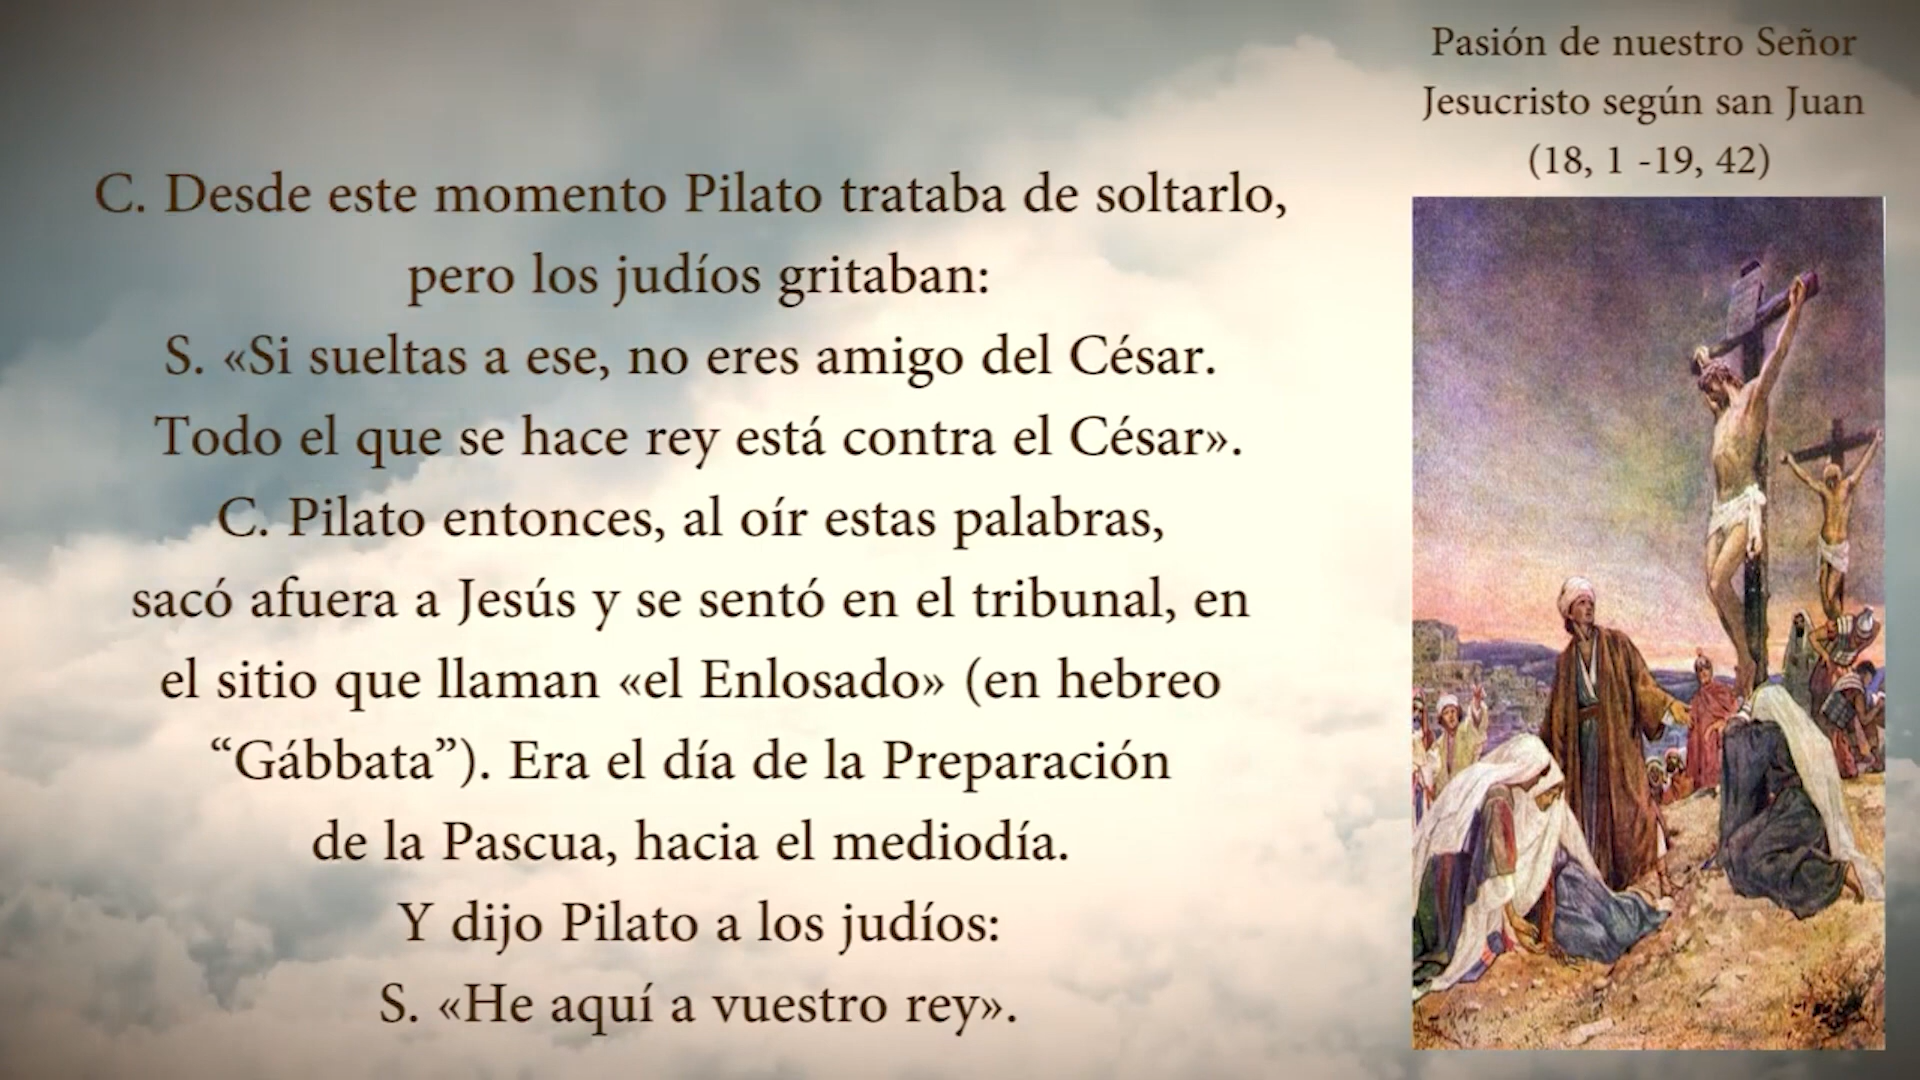 Pasión de nuestro Señor
Jesucristo según san Juan
(18, 1 -19, 42)
C. Desde este momento Pilato trataba de soltarlo,
pero los judíos gritaban:
S. «Si sueltas a ese, no eres amigo del César.
Todo el que se hace rey está contra el César».
C. Pilato entonces, al oír estas palabras,
sacó afuera a Jesús y se sentó en el tribunal, en
el sitio que llaman «el Enlosado» (en hebreo
“Gábbata”). Era el día de la Preparación
de la Pascua, hacia el mediodía.
Y dijo Pilato a los judíos:
S. «He aquí a vuestro rey».